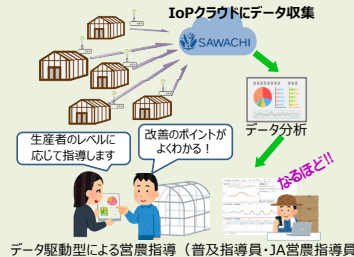 IoPクラウドにデータ収集
SAWACHI
データ分析
生産者のレベルに
応じて指導します
改善のポイントが
よくわかる！
なるほど!!
データ駆動型による営農指導（普及指導員・JA営農指導員